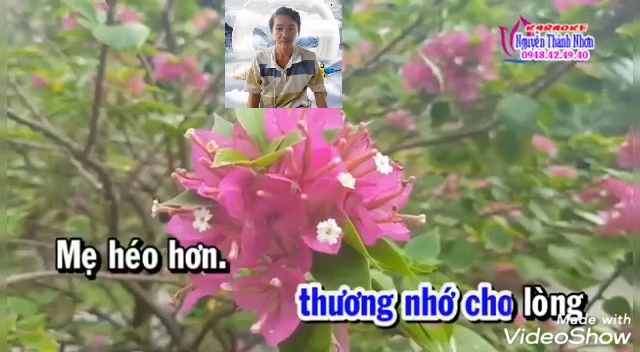 KARAOKE
Nguyễn Thành Nhơn
0948.42.49.40
Mẹ héo hơn.
thương nhớ cho lòng
Made with
VideoShow